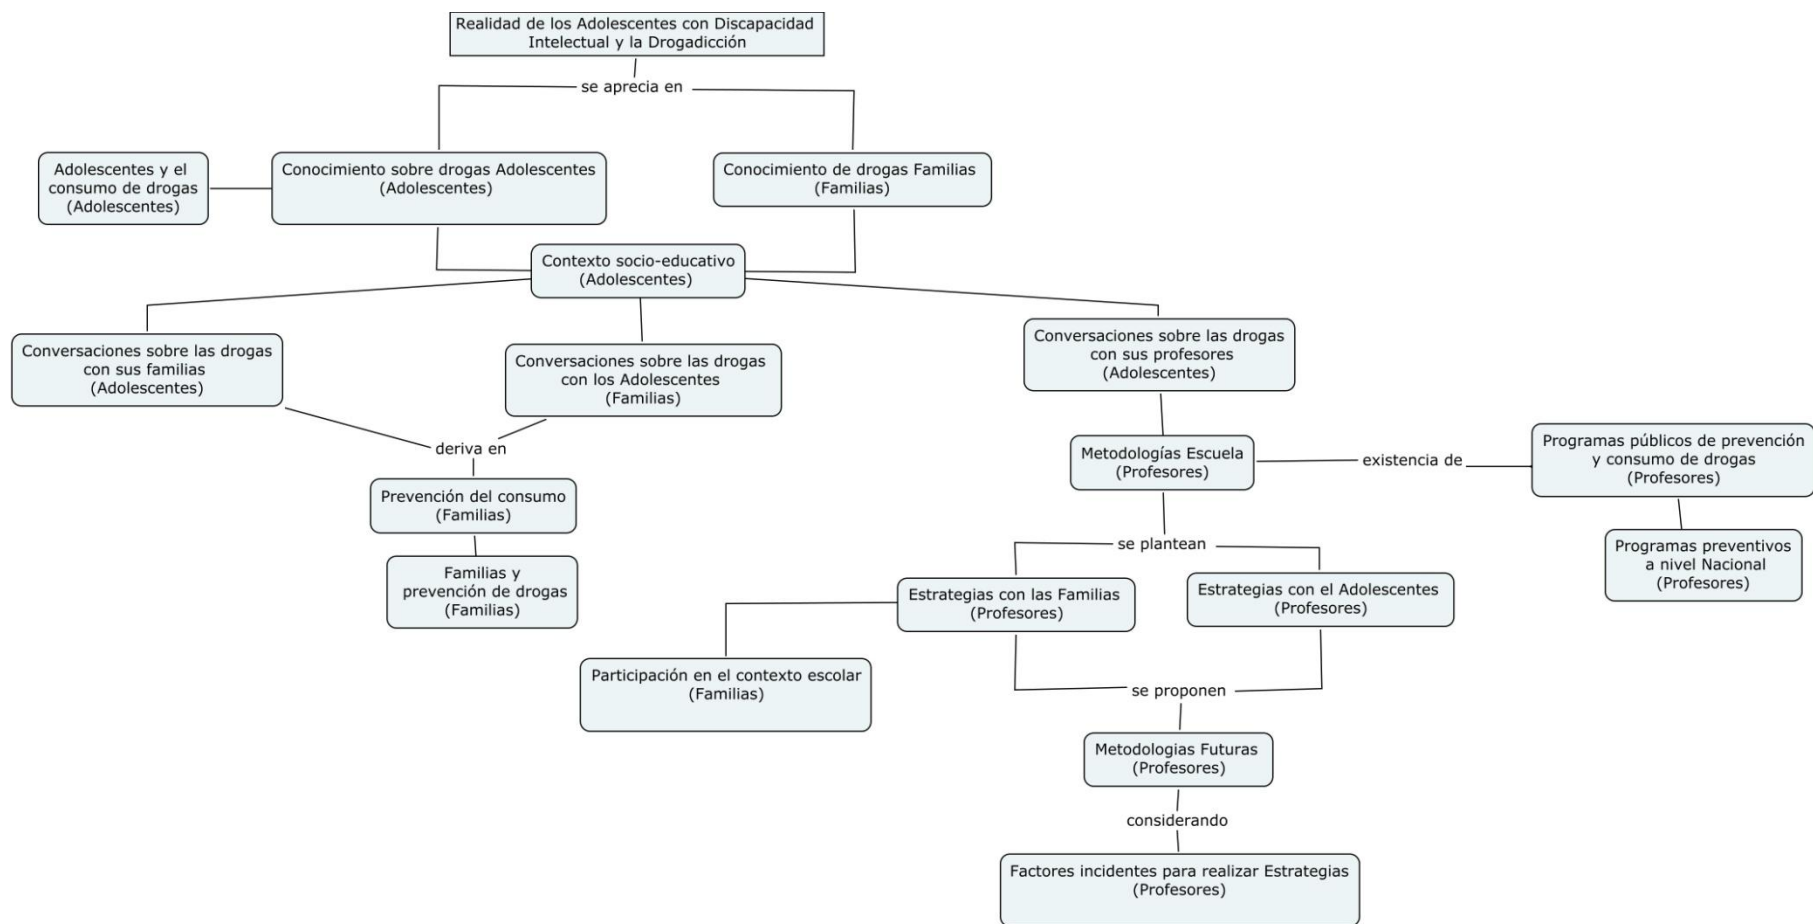 Realidad de los Adolescentes con Discapacidad
Intelectual y la Drogadicción
se aprecia en
Adolescentes y el
consumo de drogas
(Adolescentes)
Conocimiento sobre drogas Adolescentes
(Adolescentes)
Conocimiento de drogas Familias
(Familias)
Contexto socio-educativo
(Adolescentes)
Conversaciones sobre las drogas
con sus familias
(Adolescentes)
Conversaciones sobre las drogas
con los Adolescentes
(Familias)
Conversaciones sobre las drogas
con sus profesores
(Adolescentes)
deriva en
Prevención del consumo
(Familias)
Familias y
prevención de drogas
(Familias)
Metodologías Escuela
(Profesores)
existencia de
Programas públicos de prevención
y consumo de drogas
(Profesores)
Programas preventivos
a nivel Nacional
(Profesores)
se plantean
Estrategias con las Familias
(Profesores)
Estrategias con el Adolescentes
(Profesores)
Participación en el contexto escolar
(Familias)
se proponen
Metodologias Futuras
(Profesores)
considerando
Factores incidentes para realizar Estrategias
(Profesores)